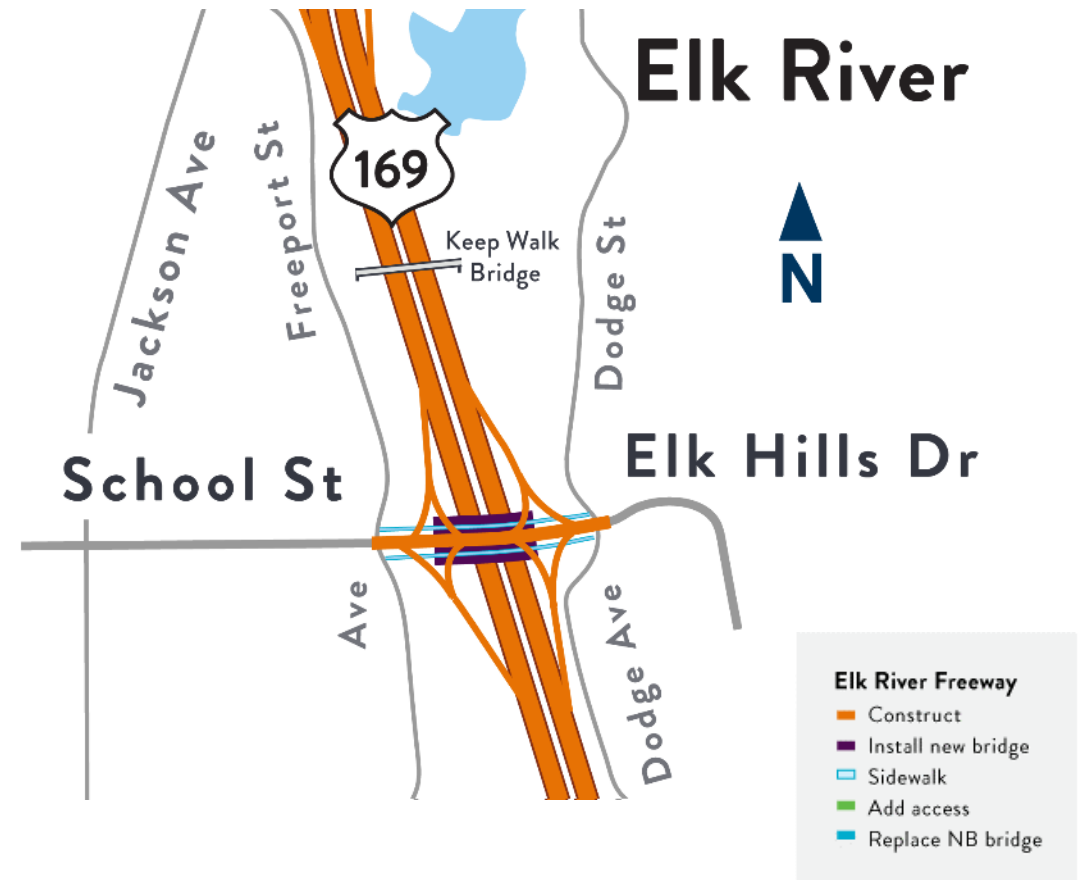 Elk River
169
Jackson Ave
Freeport St
Keep Walk
Bridge
Dodge St
N
School St
Elk Hills Dr
Ave
Dodge Ave
Elk River Freeway
Construct
Install new bridge
Sidewalk
Add access
Replace NB bridge